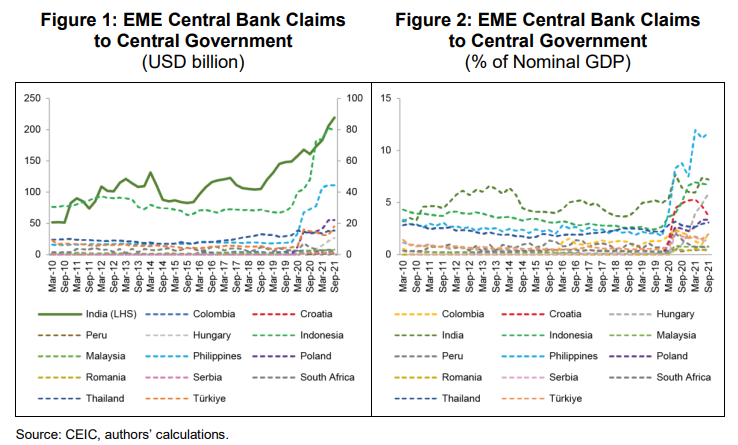 Figure 1: EME Central Bank Claims
to Central Government
(USD billion)
250
200
150
100
50
0
100
80
60
40
20
0
Mar-10
Sep-10
Mar-11
Sep-11
Mar-12
Sep-12
Mar-13
Sep-13
Mar-14
Sep-14
Mar-15
Sep-15
Mar-16
Sep-16
Mar-17
Sep-17
Mar-18
Sep-18
Mar-19
Sep-19
Mar-20
Sep-20
Mar-21
Sep-21
India (LHS)
Colombia
Croatia
Peru
Hungary
Indonesia
Malaysia
Philippines
Poland
Romania
Serbia
South Africa
Thailand
Türkiye
Figure 2: EME Central Bank Claims
to Central Government
(% of Nominal GDP)
15
10
5
0
Mar-10
Sep-10
Mar-11
Sep-11
Mar-12
Sep-12
Mar-13
Sep-13
Mar-14
Sep-14
Mar-15
Sep-15
Mar-16
Sep-16
Mar-17
Sep-17
Mar-18
Sep-18
Mar-19
Sep-19
Mar-20
Sep-20
Mar-21
Sep-21
Colombia
Croatia
Hungary
India
Indonesia
Malaysia
Peru
Philippines
Poland
Romania
Serbia
South Africa
Thailand
Türkiye
Source: CEIC, authors' calculations.